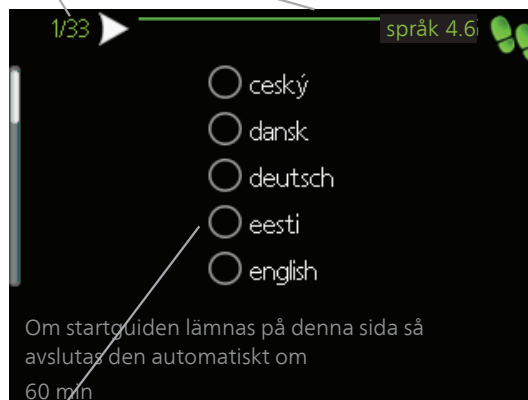 1/33
språk 4.6
ceský
dansk
deutsch
eesti
english
Om startguiden lämnas på denna sida så
avslutas den automatiskt om
60 min